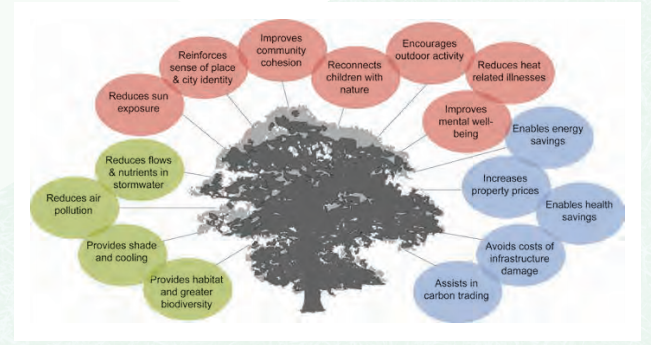 Improves
community
cohesion
Encourages
outdoor activity
Reinforces
sense of place
& city identity
Reconnects
children with
nature
Reduces heat
related illnesses
Reduces sun
exposure
Improves
mental well-
being
Enables energy
savings
Reduces flows
& nutrients in
stormwater
Increases
property prices
Reduces air
pollution
Enables health
savings
Provides shade
and cooling
Avoids costs of
infrastructure
damage
Provides habitat
and greater
biodiversity
Assists in
carbon trading